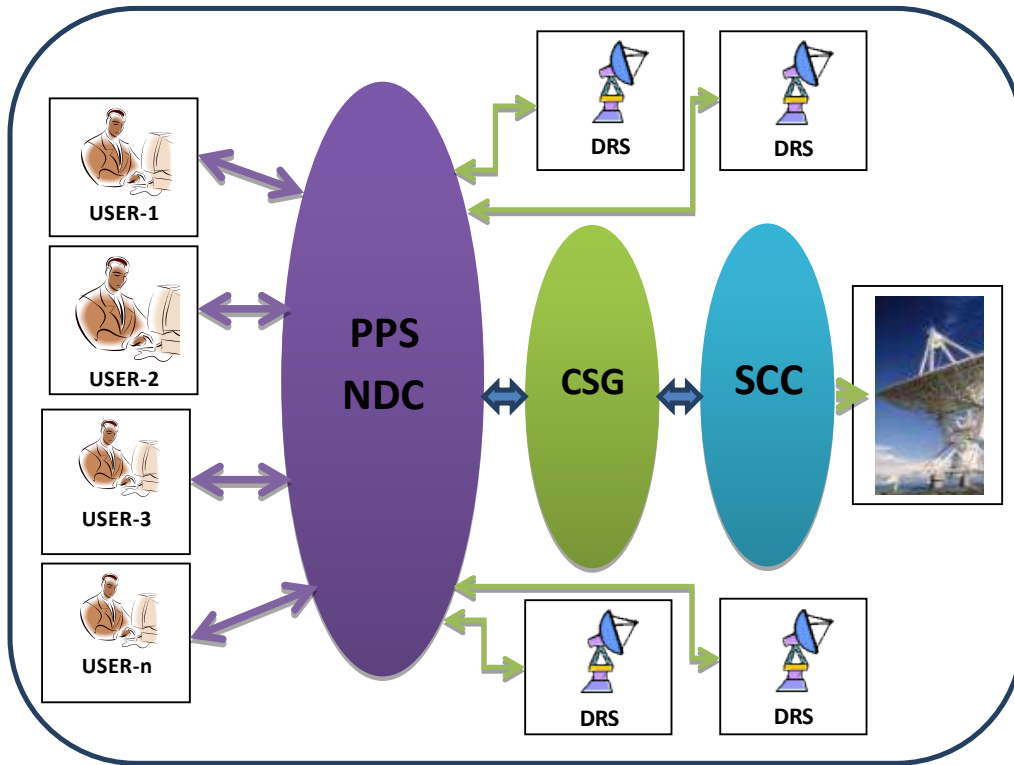 DRS
DRS
USER-1
USER-2
PPS
NDC
CSG
SCC
USER-3
USER-n
DRS
DRS